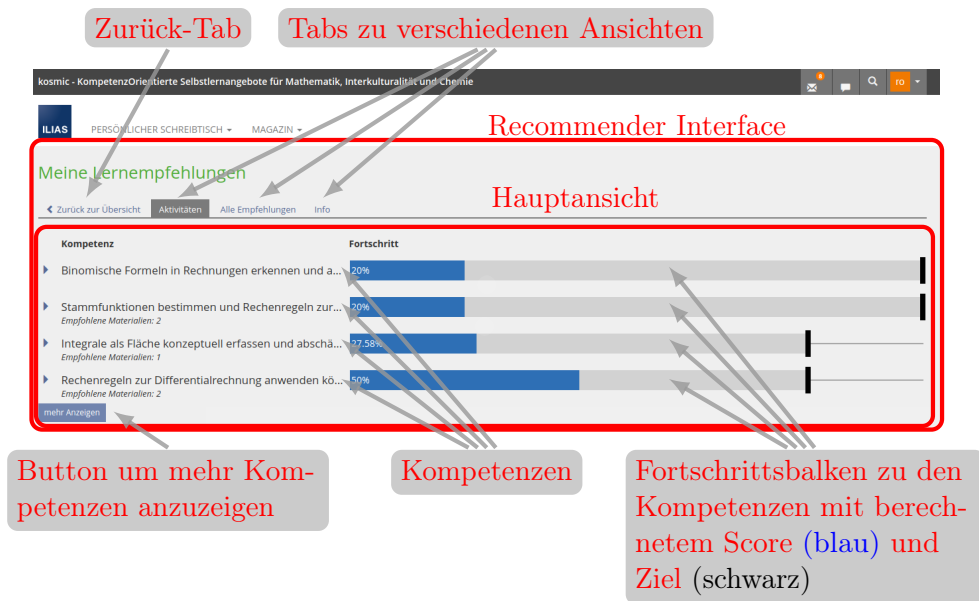 Zurück-Tab
Tabs zu verschiedenen Ansichten
kosmic - KompetenzOrientierte Selbstlernangebote für Mathematik, Interkulturalität und Chemie
ro
ILIAS
PERSÖNLICHER SCHREIBTISCH
MAGAZIN
Recommender Interface
Meine Lernempfehlungen
Hauptansicht
Zurück zur Übersicht
Aktivitäten
Alle Empfehlungen
Info
Kompetenz
Fortschritt
Binomische Formeln in Rechnungen erkennen und a...
20%
Stammfunktionen bestimmen und Rechenregeln zur...
20%
Empfohlene Materialien: 2
Integrale als Fläche konzeptuell erfassen und abschä...
27.58%
Empfohlene Materialien: 1
Rechenregeln zur Differentialrechnung anwenden kö...
50%
Empfohlene Materialien: 2
mehr Anzeigen
Button um mehr Kom-
petenzen anzuzeigen
Kompetenzen
Fortschrittsbalken zu den
Kompetenzen mit berech-
netem Score (blau) und
Ziel (schwarz)